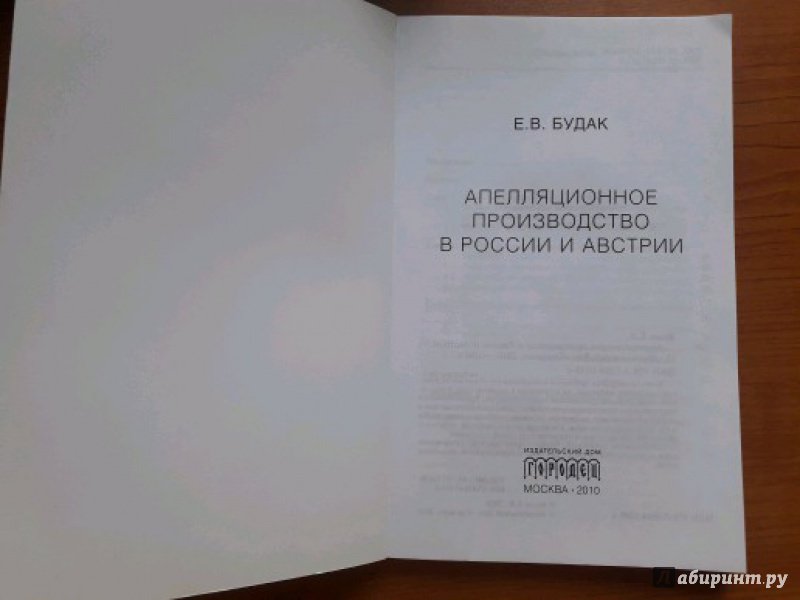 Е.В. БУДАК
АПЕЛЛЯЦИОННОЕ
ПРОИЗВОДСТВО
В РОССИИ И АВСТРИИ
ИЗДАТЕЛЬСКИЙ ДОМ
ГОРОДЕЦ
МОСКВА · 2010
Лабиринт.ру